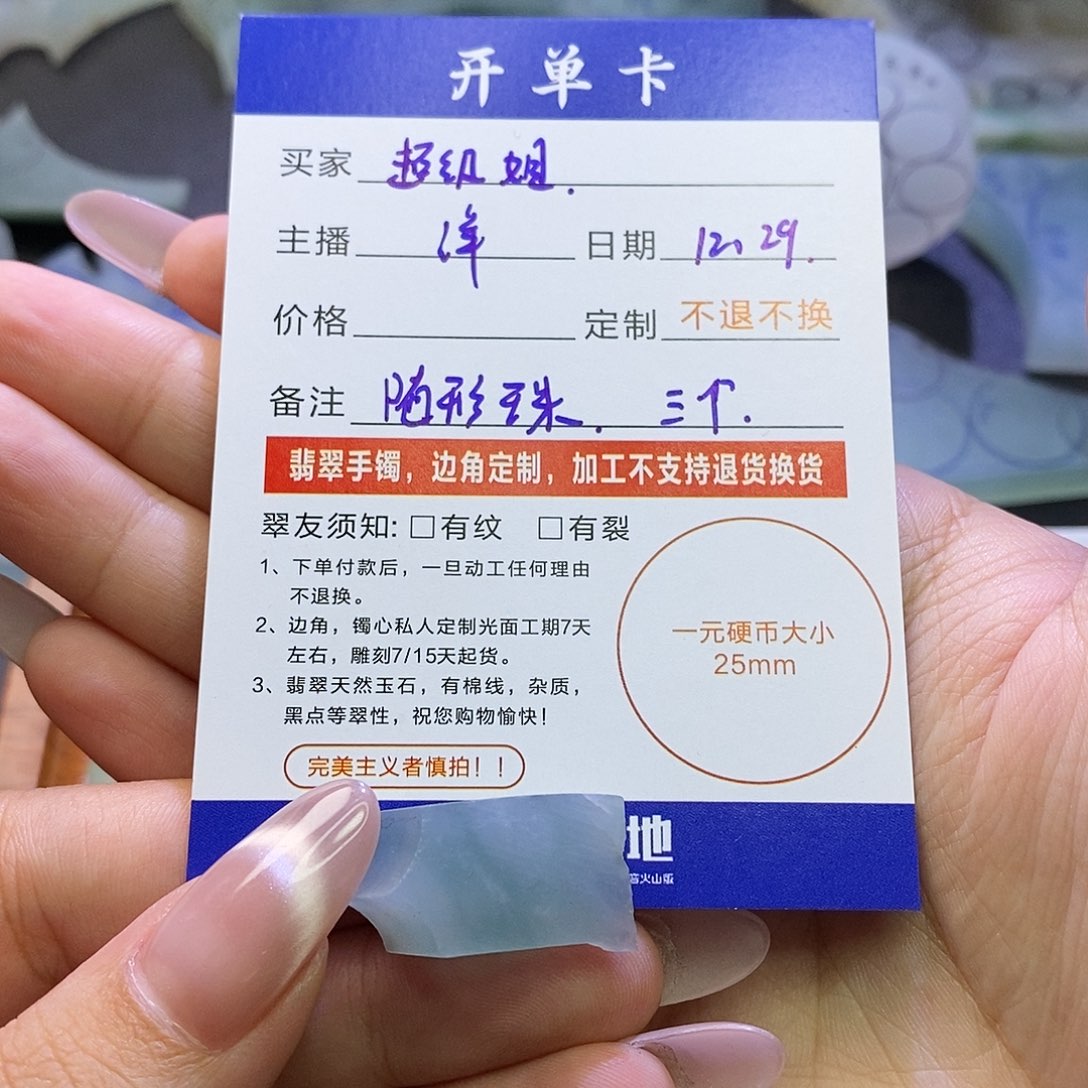 开单卡
买家 超级姐.
主播 洋 日期 12.29.
价格 定制 不退不换
备注 随形珠. 三个.
翡翠手镯，边角定制，加工不支持退货换货
翠友须知: □有纹 □有裂
1、下单付款后，一旦动工任何理由
不退换。
2、边角，镯心私人定制光面工期7天
左右，雕刻7/15天起货。
3、翡翠天然玉石，有棉线，杂质，
黑点等翠性，祝您购物愉快！
一元硬币大小
25mm
完美主义者慎拍！！
地
火山版